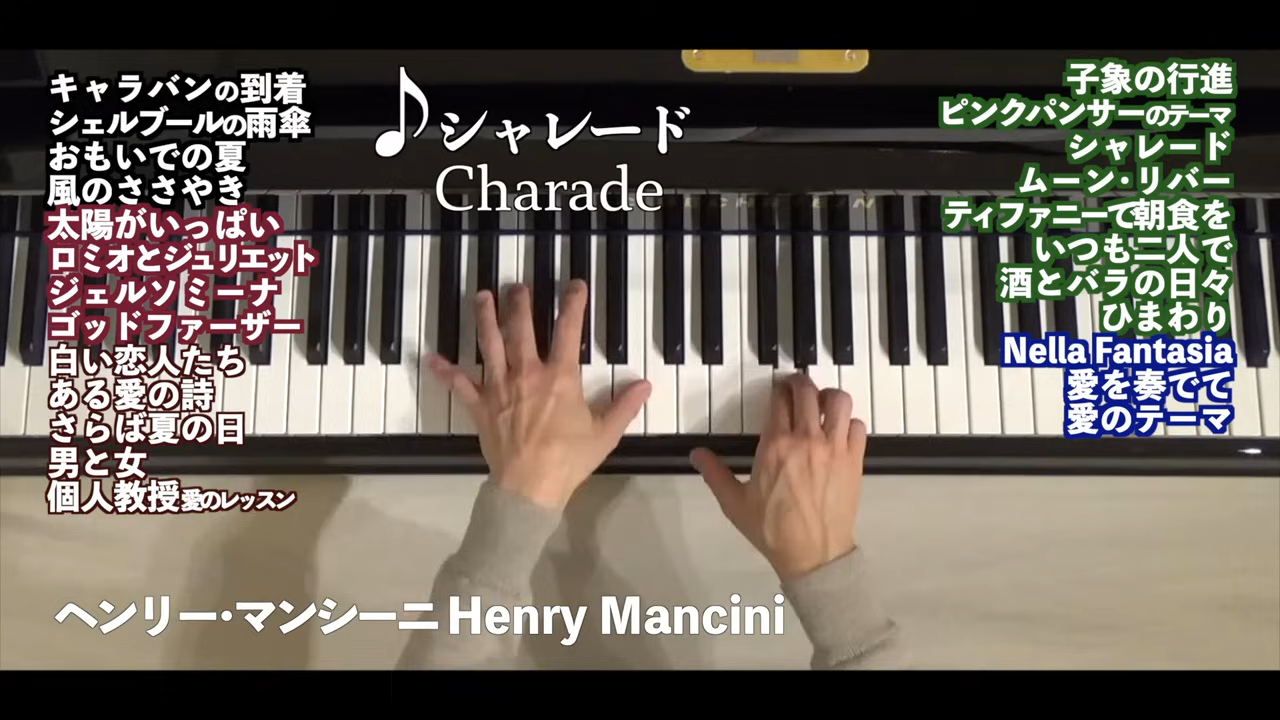 キャラバンの到着
シェルブールの雨傘
おもいでの夏
風のささやき
太陽がいっぱい
ロミオとジュリエット
ジェルソミーナ
ゴッドファーザー
白い恋人たち
ある愛の詩
さらば夏の日
男と女
個人教授 愛のレッスン
♪シャレード
Charade
子象の行進
ピンクパンサーのテーマ
シャレード
ムーン・リバー
ティファニーで朝食を
いつも二人で
酒とバラの日々
ひまわり
Nella Fantasia
愛を奏でて
愛のテーマ
ヘンリー・マンシーニ Henry Mancini